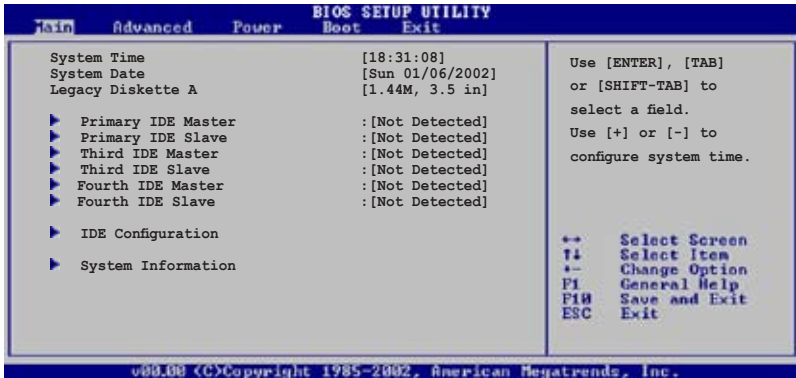 BIOS SETUP UTILITY
Main Advanced Power Boot Exit
System Time [18:31:08]
System Date [Sun 01/06/2002]
Legacy Diskette A [1.44M, 3.5 in]
Primary IDE Master :[Not Detected]
Primary IDE Slave :[Not Detected]
Third IDE Master :[Not Detected]
Third IDE Slave :[Not Detected]
Fourth IDE Master :[Not Detected]
Fourth IDE Slave :[Not Detected]
IDE Configuration
System Information
Use [ENTER], [TAB]
or [SHIFT-TAB] to
select a field.
Use [+] or [-] to
configure system time.
↔ Select Screen
↑↓ Select Item
+- Change Option
F1 General Help
F10 Save and Exit
ESC Exit
v00.00 (C)Copyright 1985-2002, American Megatrends, Inc.